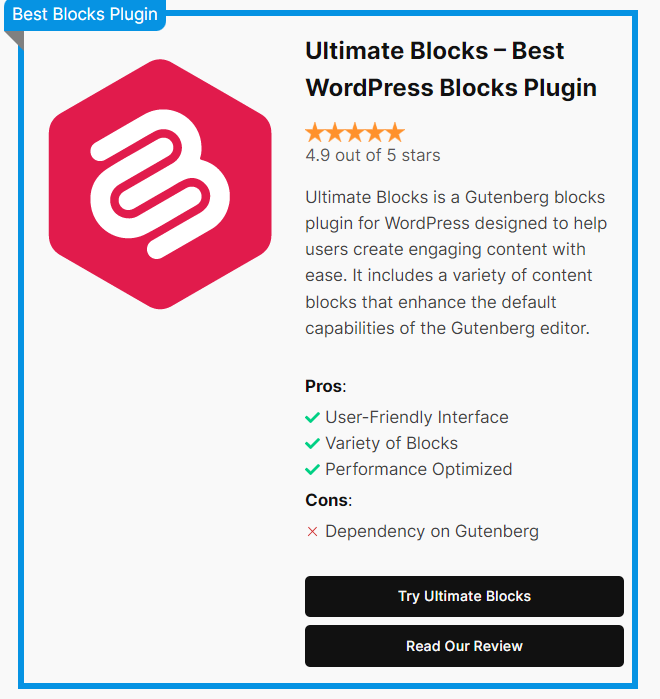 Best Blocks Plugin
Ultimate Blocks – Best
WordPress Blocks Plugin
4.9 out of 5 stars
Ultimate Blocks is a Gutenberg blocks
plugin for WordPress designed to help
users create engaging content with
ease. It includes a variety of content
blocks that enhance the default
capabilities of the Gutenberg editor.
Pros:
User-Friendly Interface
Variety of Blocks
Performance Optimized
Cons:
Dependency on Gutenberg
Try Ultimate Blocks
Read Our Review